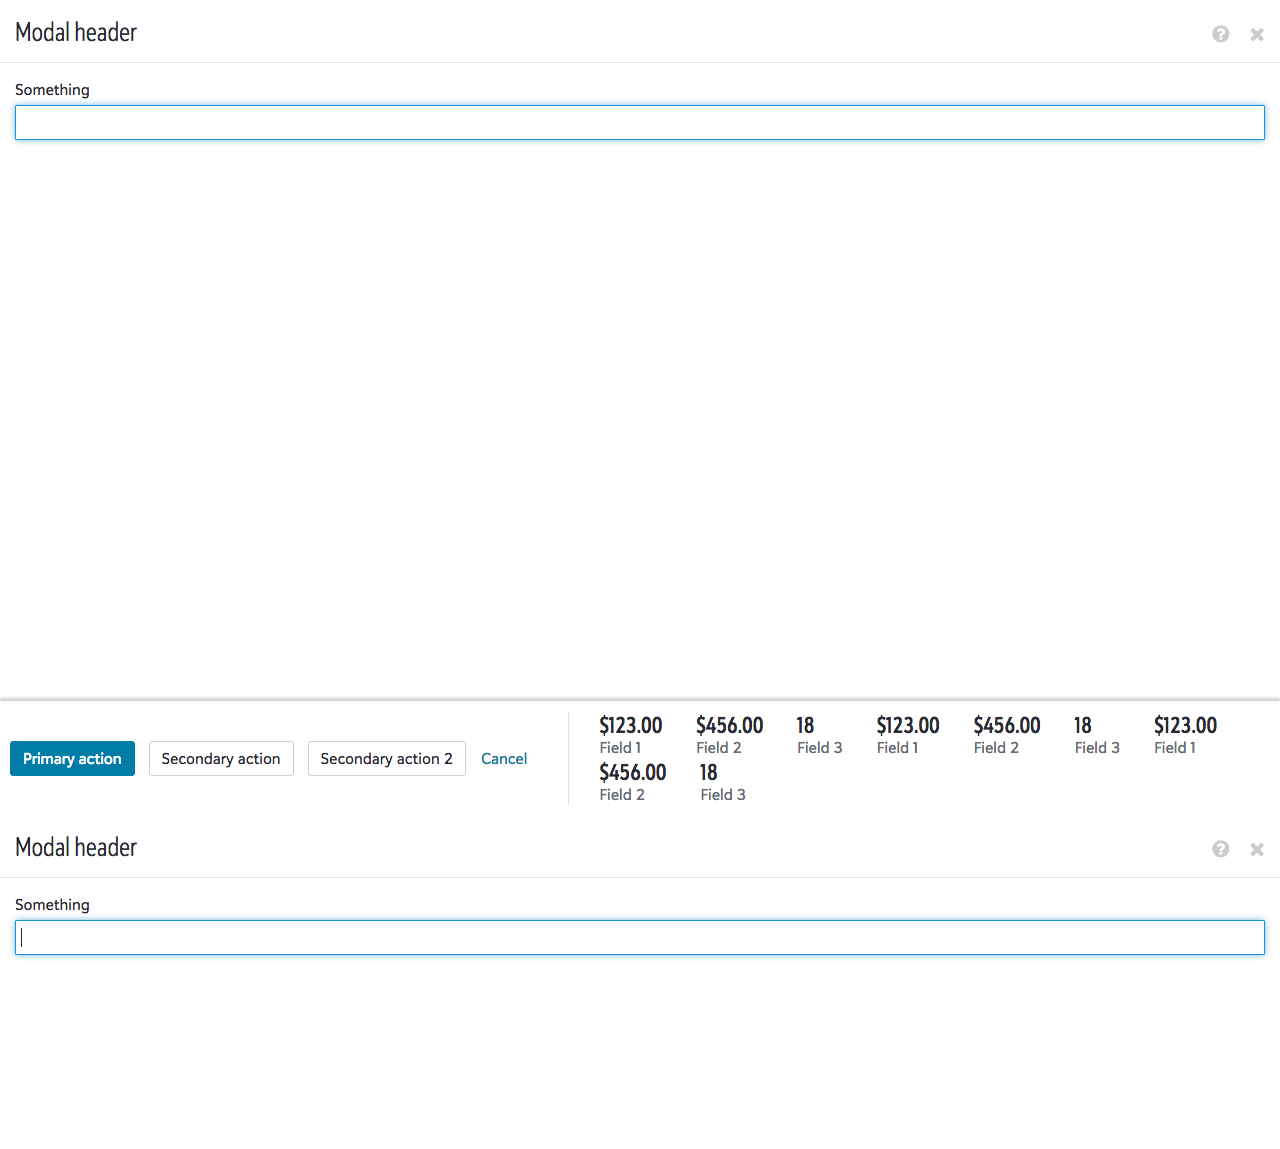 Modal header
Something
$123.00 $456.00 18 $123.00 $456.00 18 $123.00
Field 1 Field 2 Field 3 Field 1 Field 2 Field 3 Field 1
Primary action Secondary action Secondary action 2 Cancel
$456.00 18
Field 2 Field 3
Modal header
Something